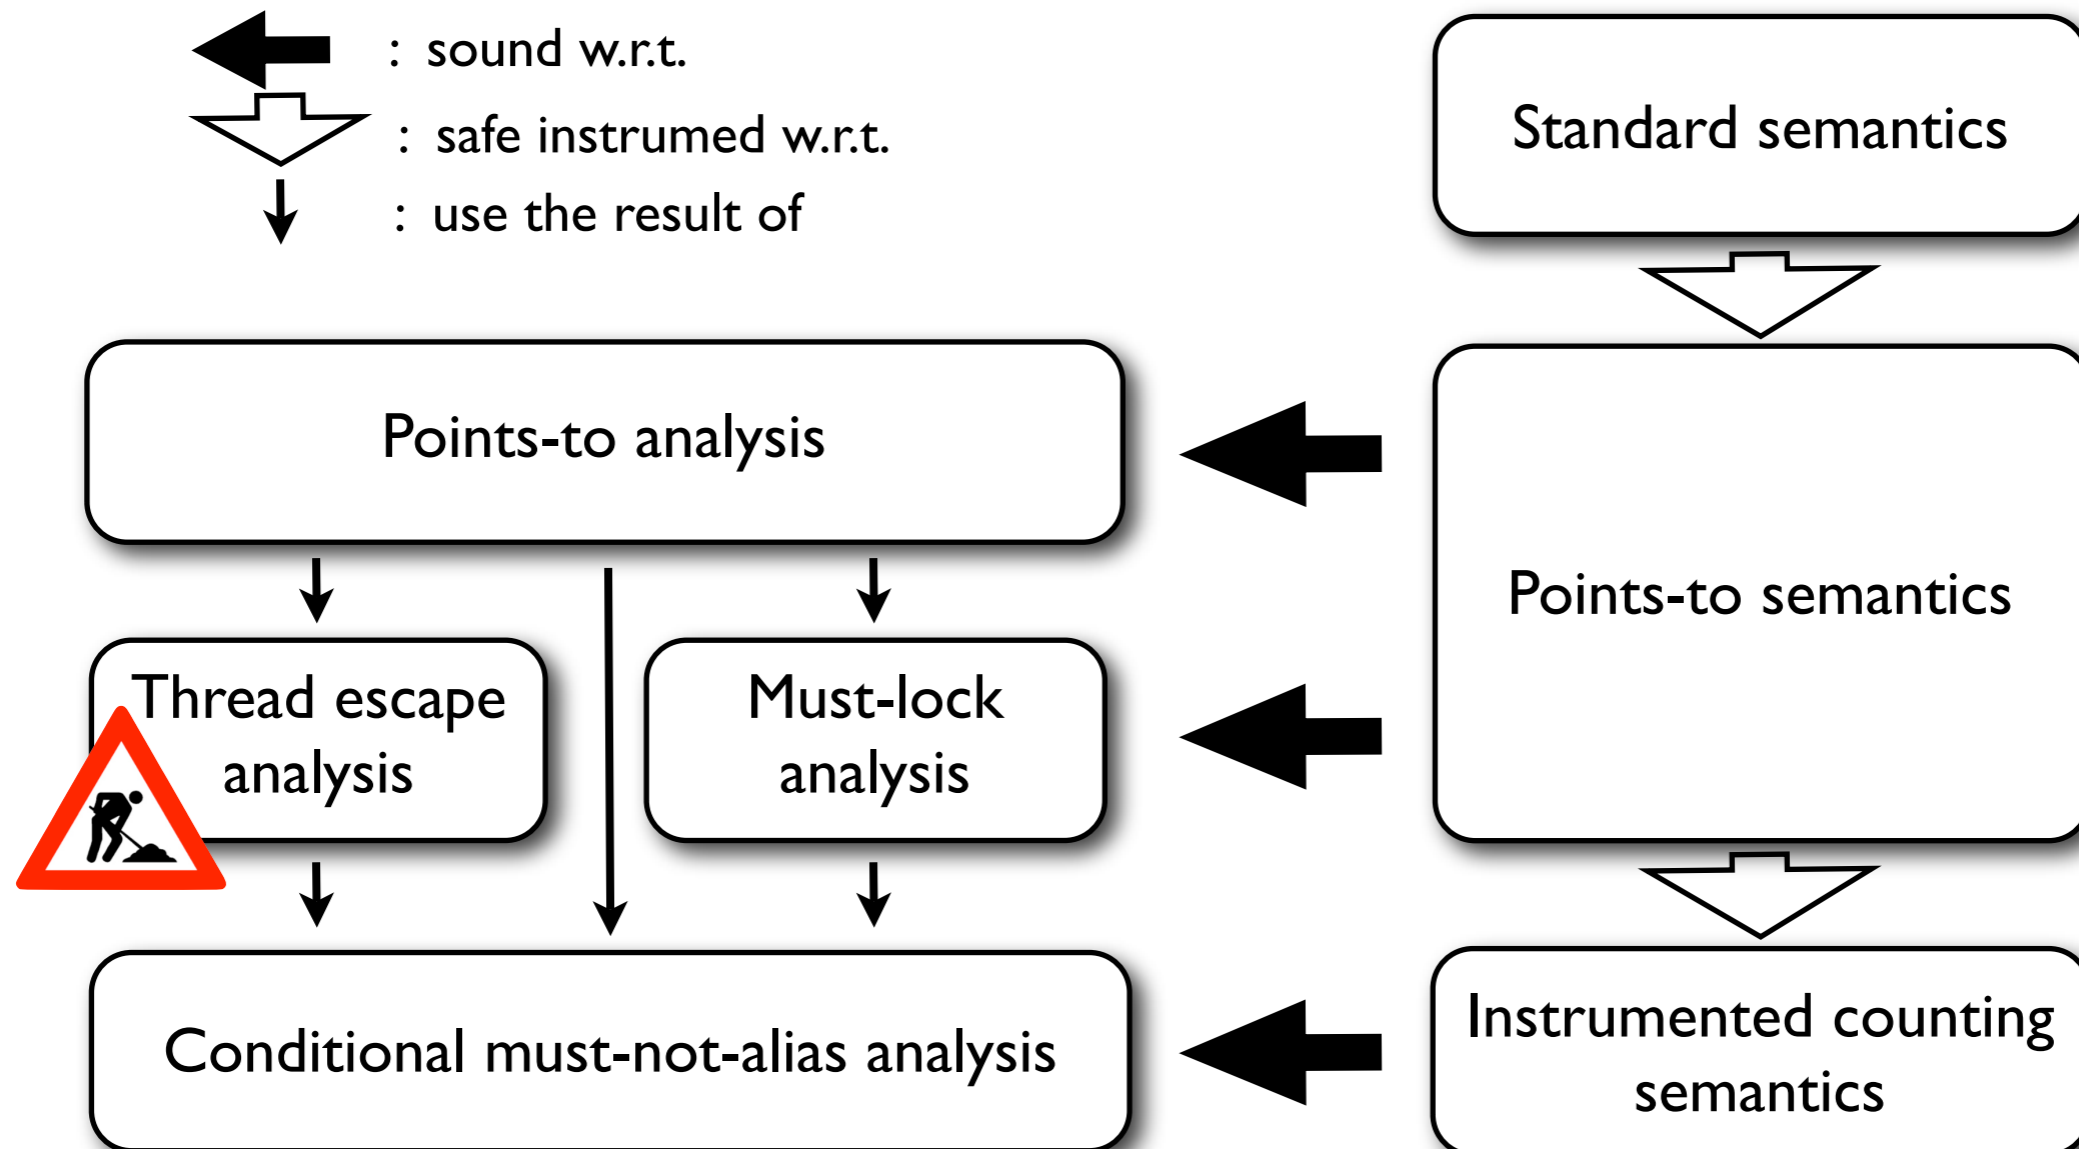 : sound w.r.t.
: safe instrumed w.r.t.
: use the result of
Standard semantics
Points-to analysis
Points-to semantics
Thread escape
analysis
Must-lock
analysis
Conditional must-not-alias analysis
Instrumented counting
semantics